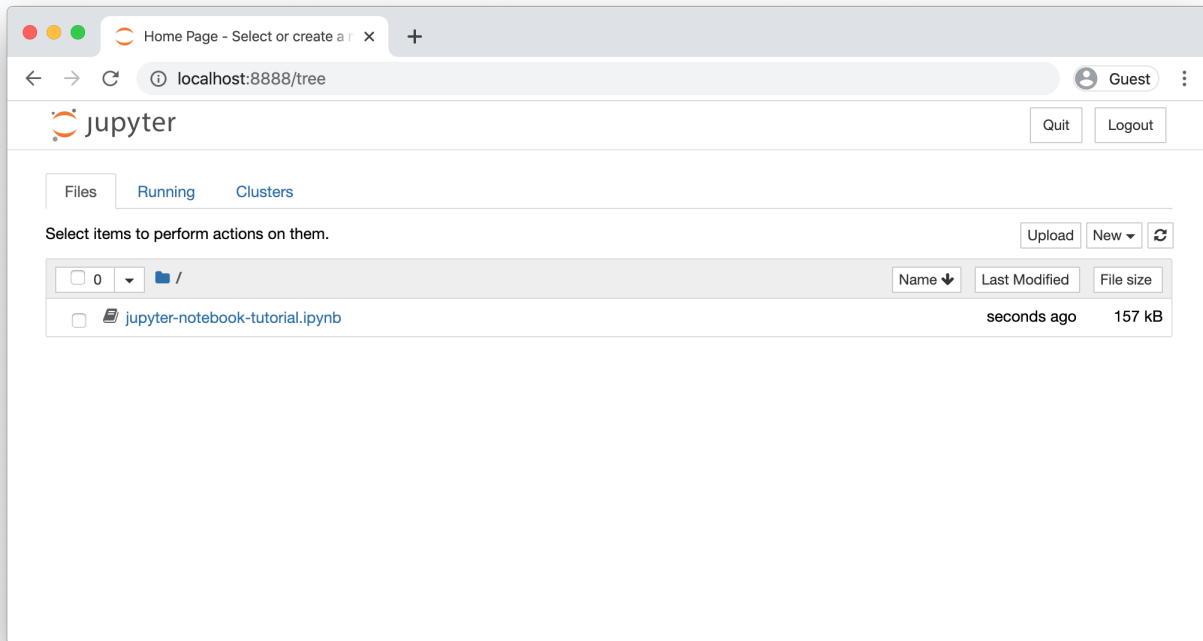 Home Page - Select or create a n
localhost:8888/tree
Guest
jupyter
Quit
Logout
Files
Running
Clusters
Select items to perform actions on them.
Upload
New
0
/
Name
Last Modified
File size
jupyter-notebook-tutorial.ipynb
seconds ago
157 kB